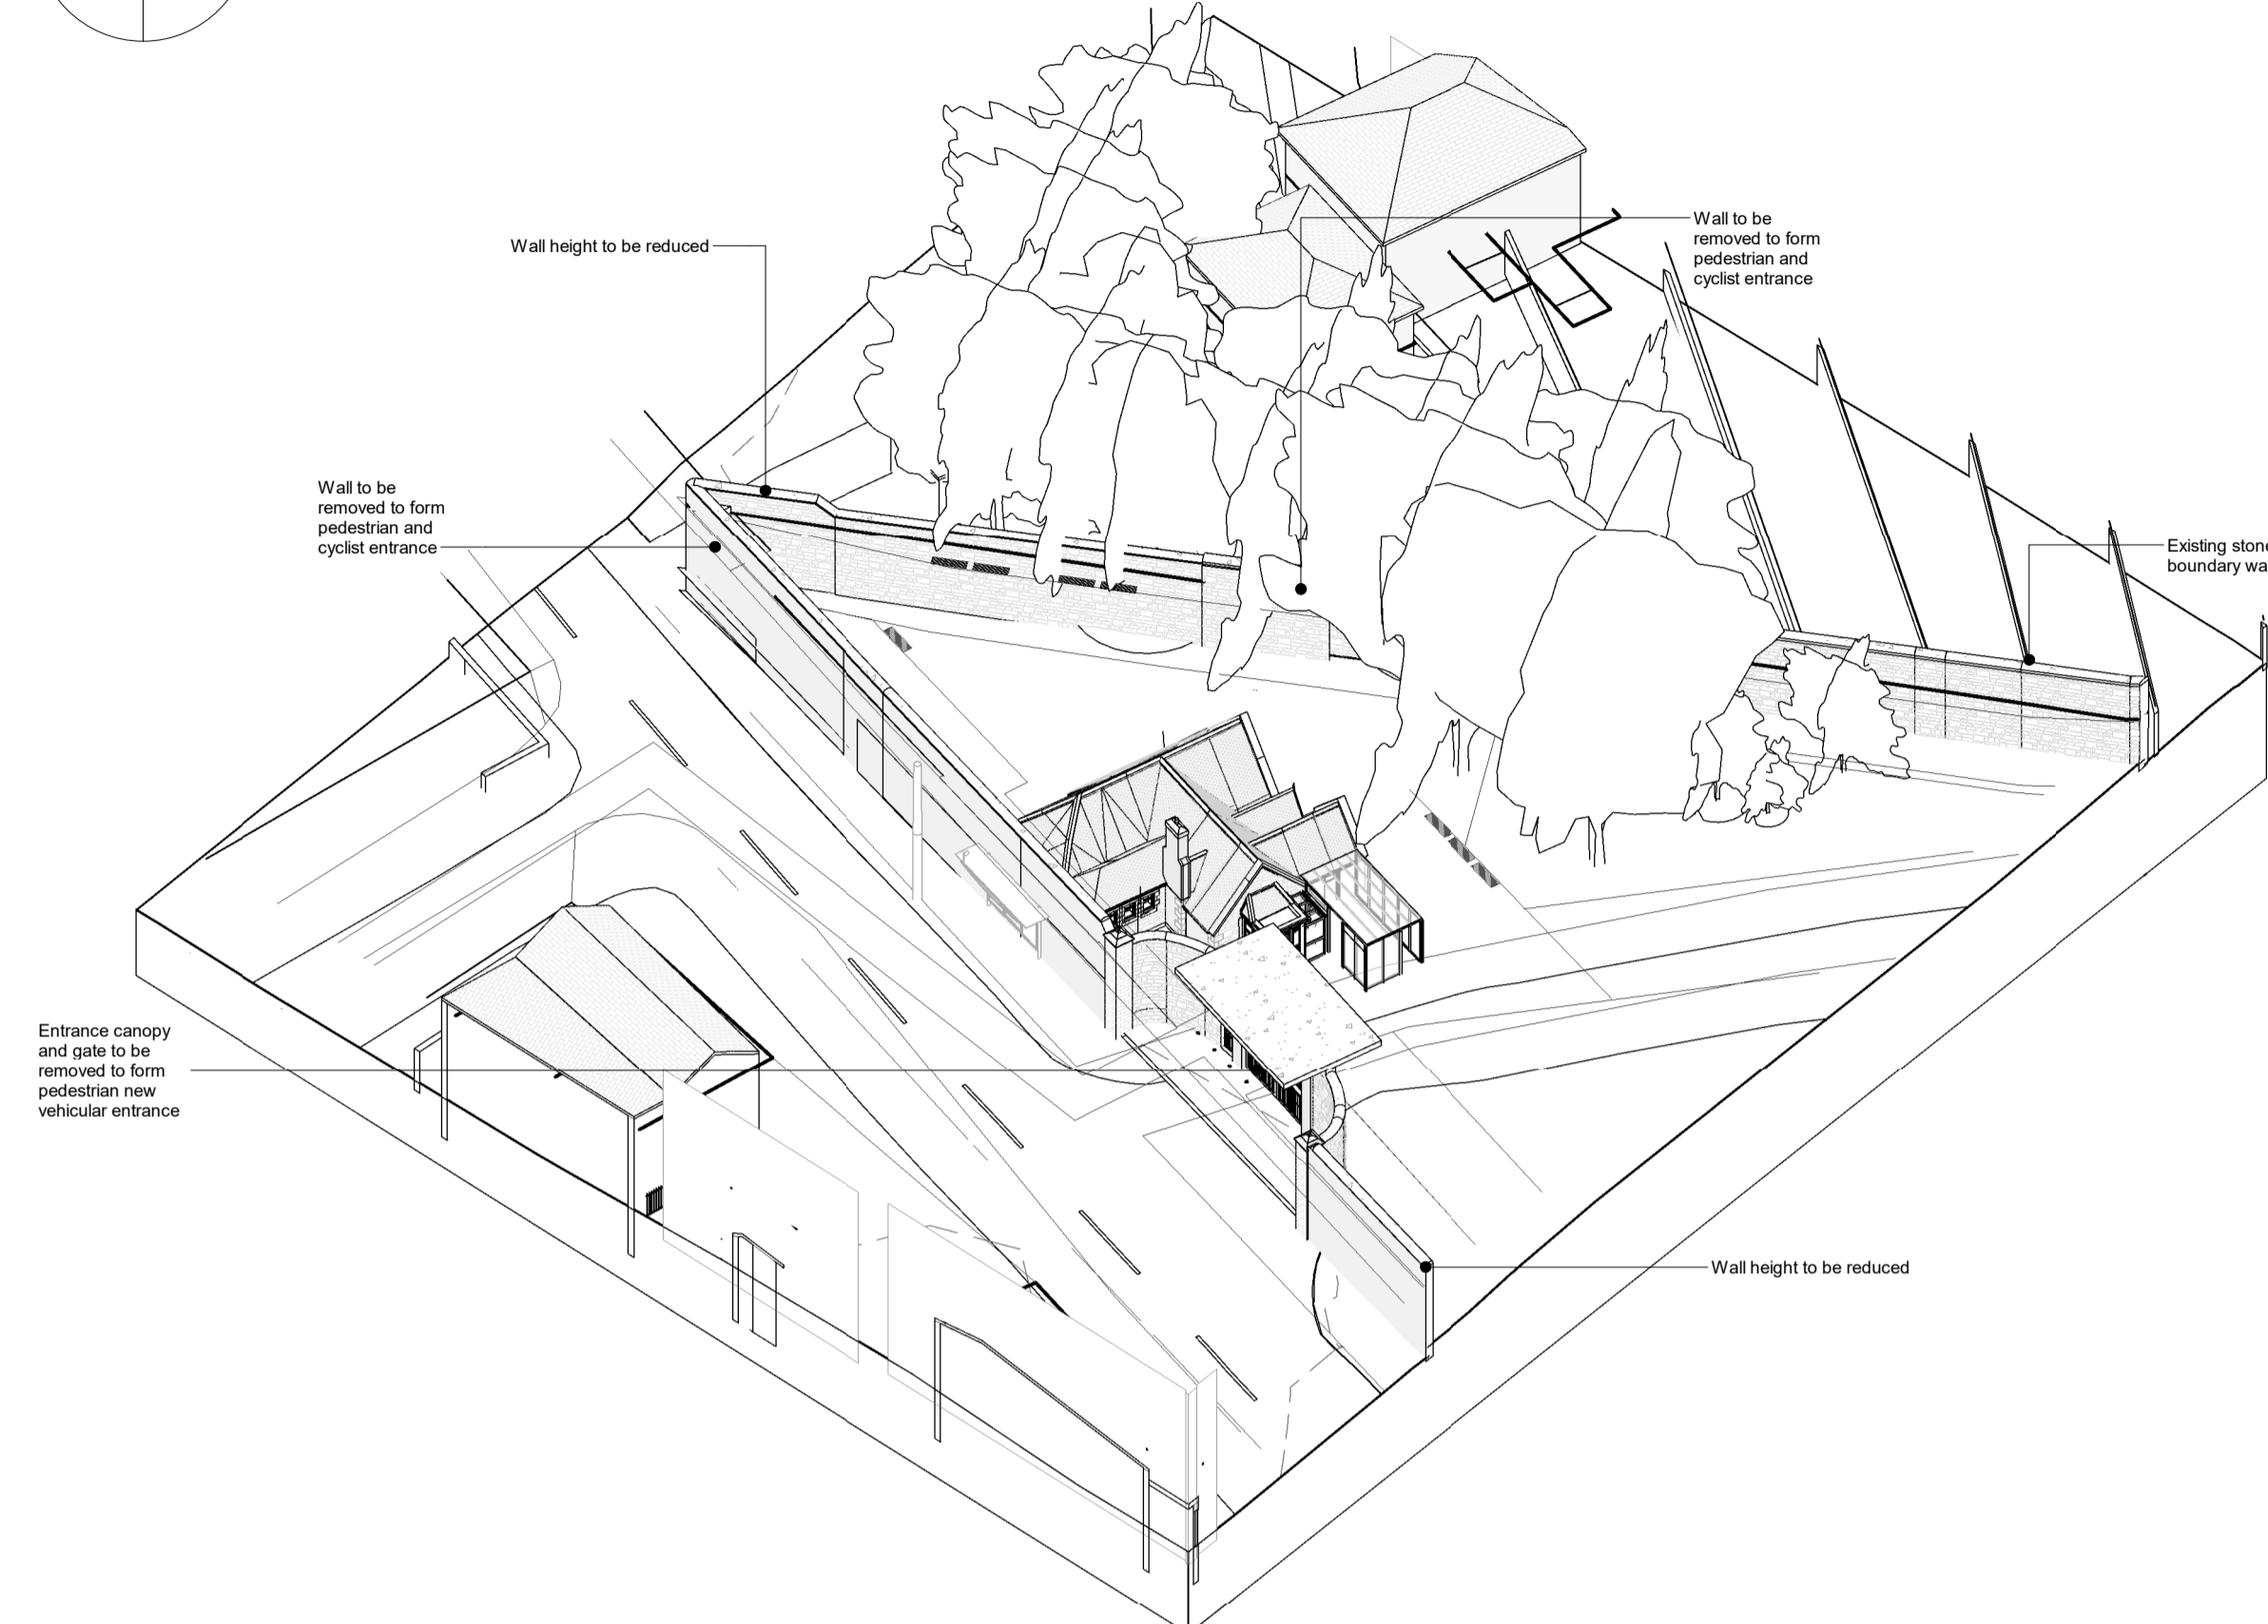 Wall to be
removed to form
pedestrian and
cyclist entrance
Wall height to be reduced
Wall to be
removed to form
pedestrian and
cyclist entrance
Existing
boundary
Entrance canopy
and gate to be
removed to form
pedestrian new
vehicular entrance
Wall height to be reduced